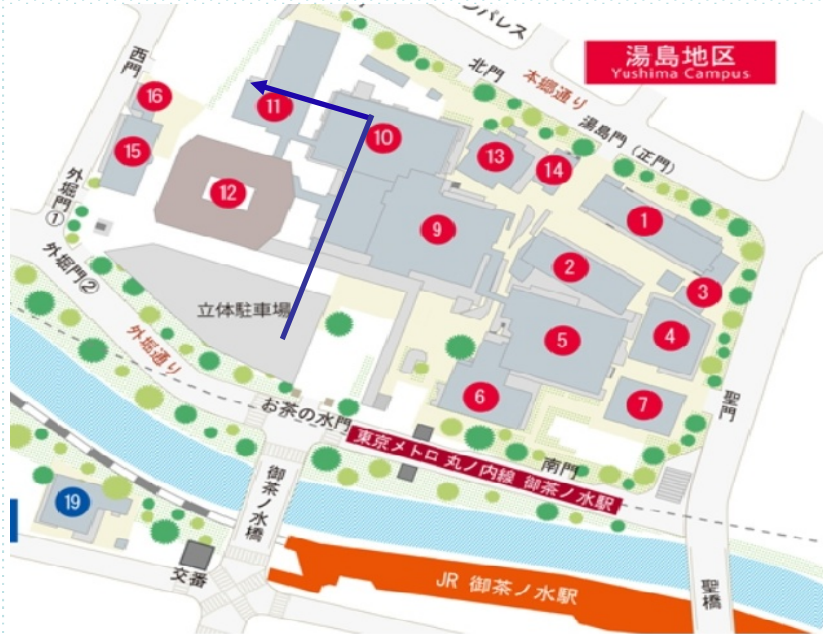 ンパレス
湯島地区
Yushima Campus
西門
北門
本郷通り
湯島門(正門)
16
11
10
15
13
14
12
外堀門①
1
9
2
外堀門②
3
立体駐車場
4
5
外堀通り
6
7
聖門
お茶の水門
東京メトロ 丸ノ内線 御茶ノ水駅
南門
19
御茶ノ水橋
交番
JR 御茶ノ水駅
聖橋